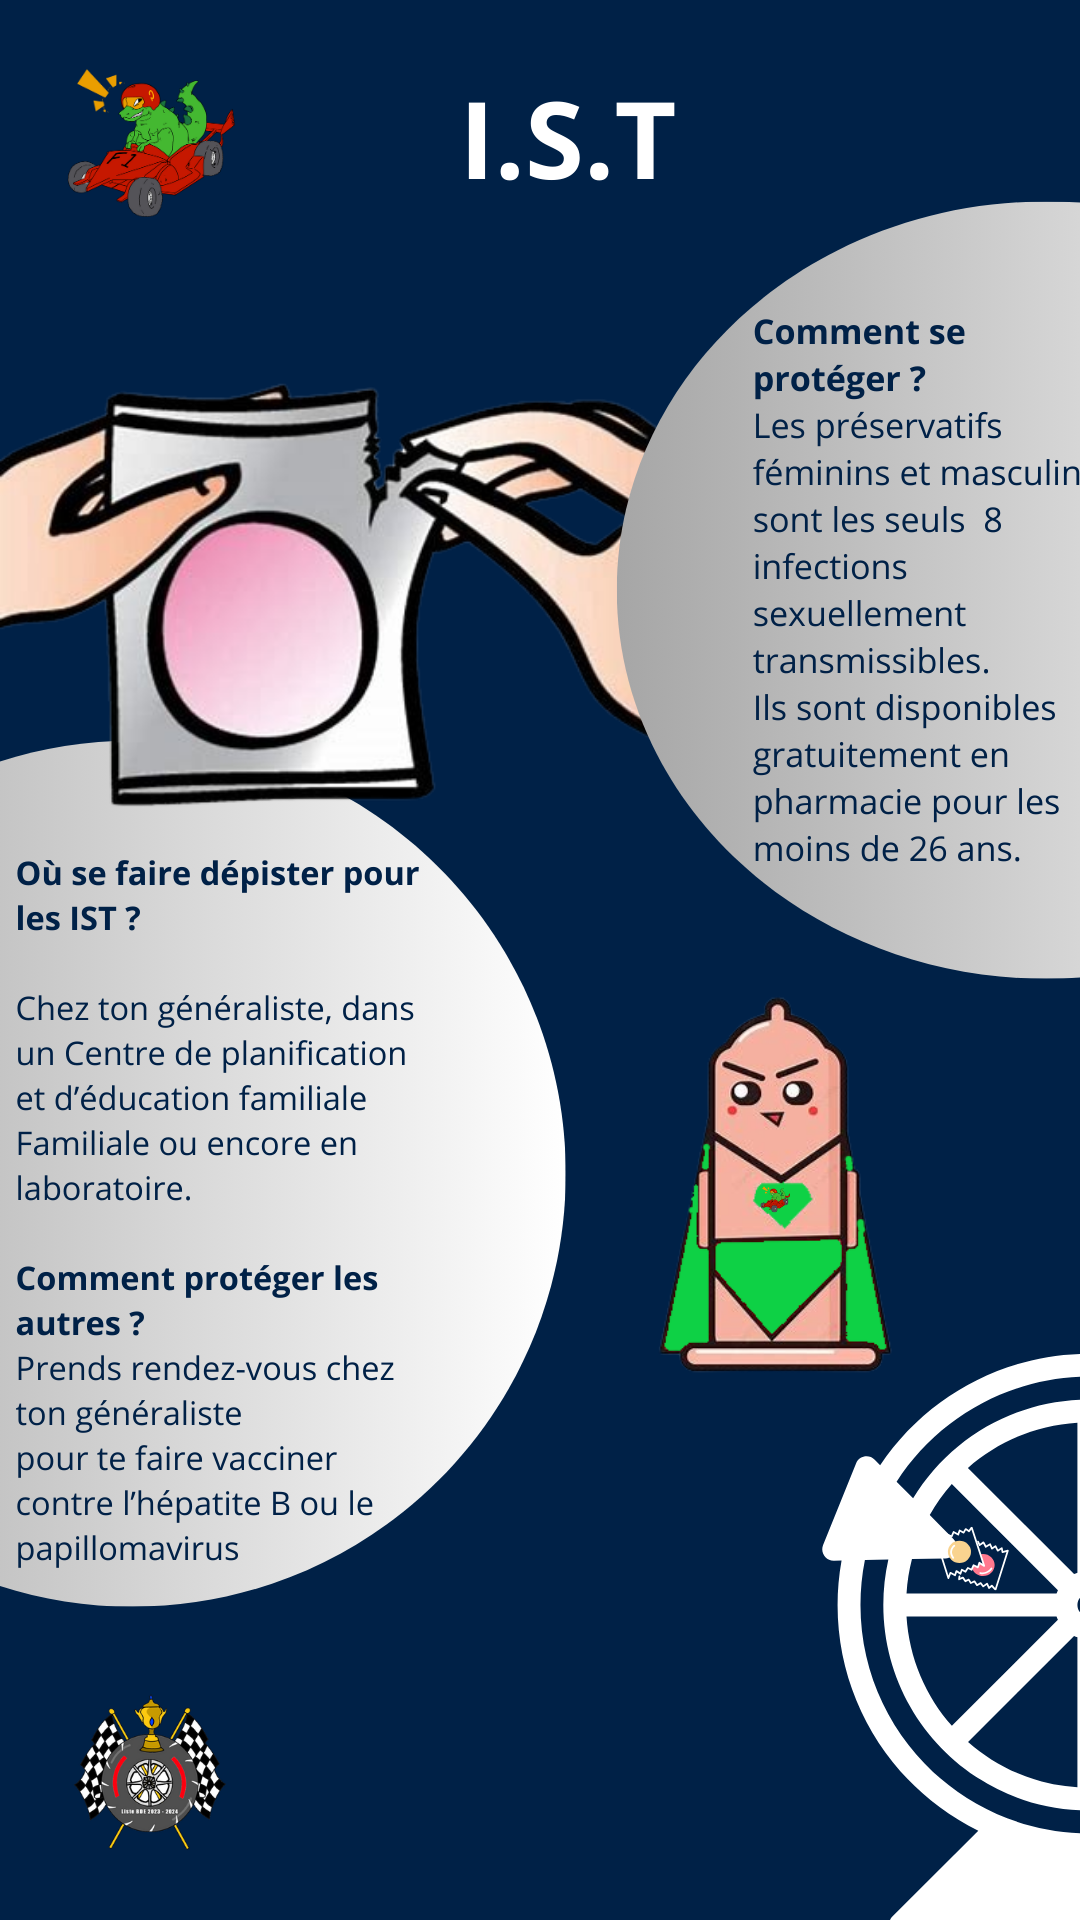 I.S.T
F1
Comment se
protéger ?
Les préservatifs
féminins et masculin
sont les seuls  8
infections
sexuellement
transmissibles.
Ils sont disponibles
gratuitement en
pharmacie pour les
moins de 26 ans.
Où se faire dépister pour
les IST ?
Chez ton généraliste, dans
un Centre de planification
et d’éducation familiale
Familiale ou encore en
laboratoire.
Comment protéger les
autres ?
Prends rendez-vous chez
ton généraliste
pour te faire vacciner
contre l’hépatite B ou le
papillomavirus
Liste BDE 2023 - 2024